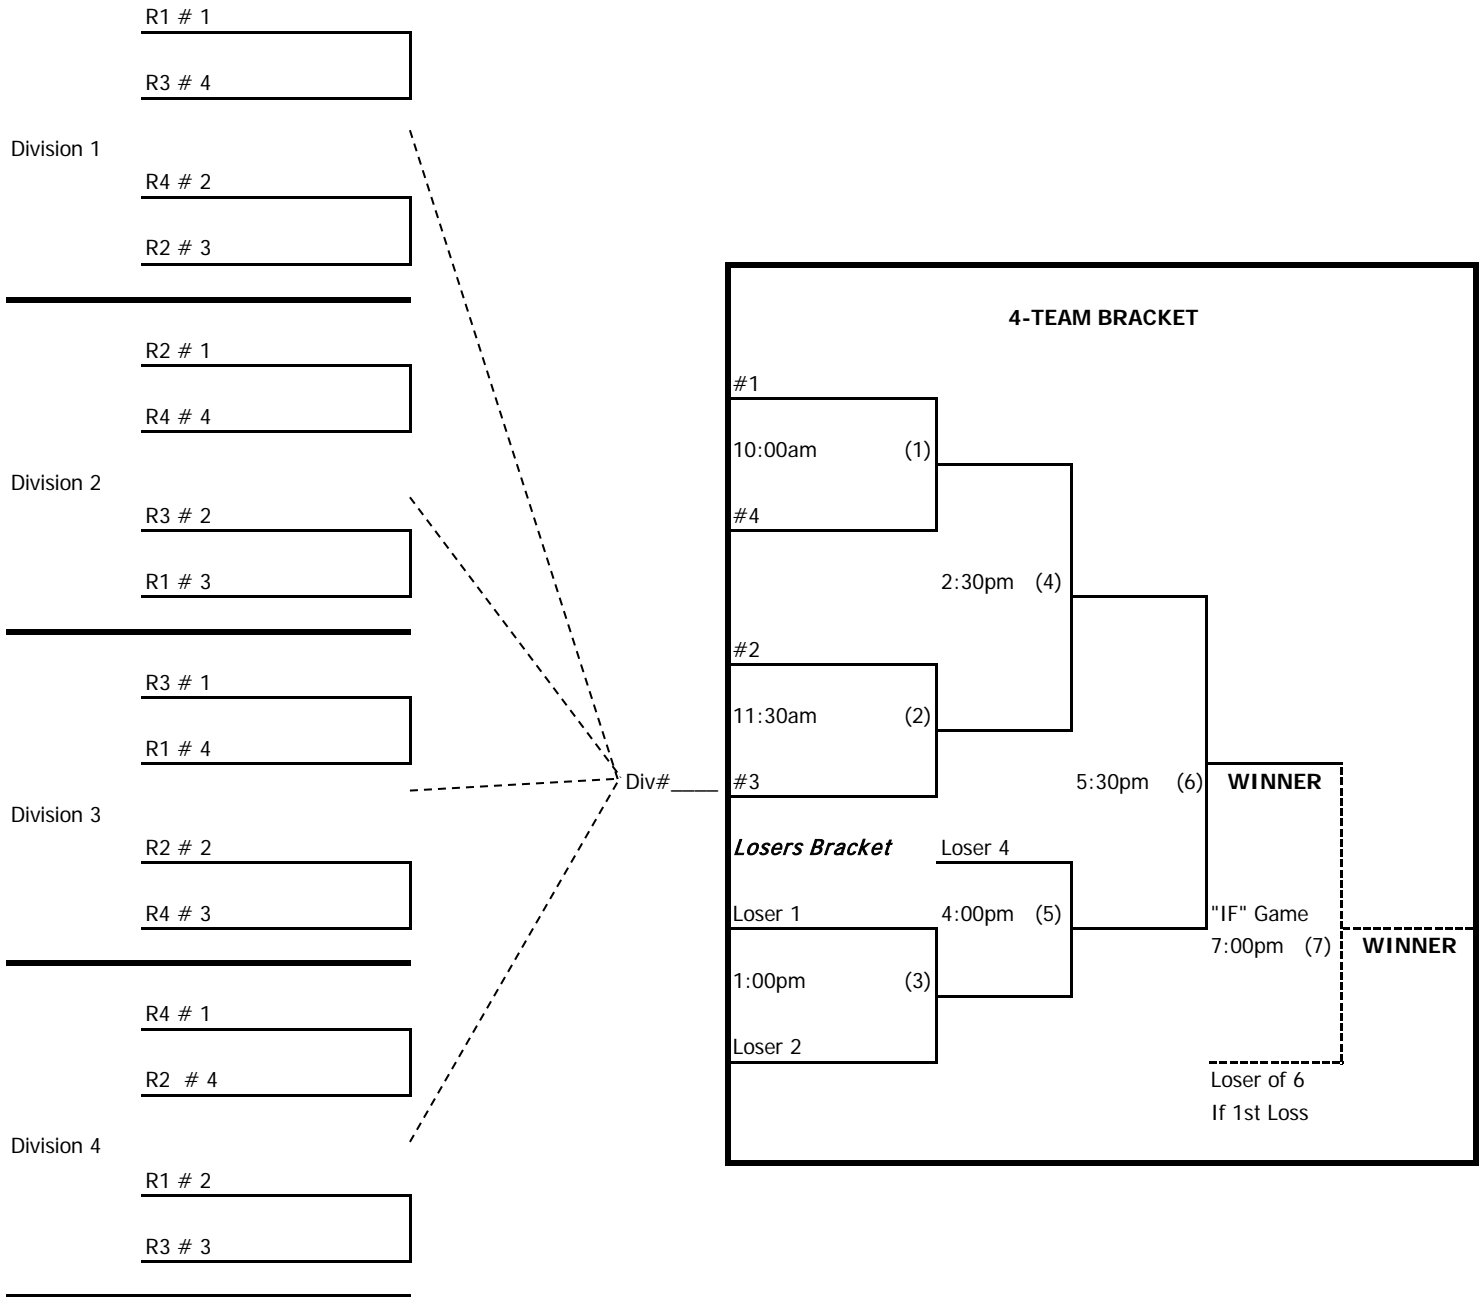 R1 # 1
R3 # 4
Division 1
R4 # 2
R2 # 3
R2 # 1
R4 # 4
Division 2
R3 # 2
R1 # 3
R3 # 1
R1 # 4
Division 3
R2 # 2
R4 # 3
R4 # 1
R2 # 4
Division 4
R1 # 2
R3 # 3
Div#____
4-TEAM BRACKET
#1
10:00am (1)
#4
2:30pm (4)
#2
11:30am (2)
#3
5:30pm (6) WINNER
Losers Bracket Loser 4
Loser 1
4:00pm (5)
"IF" Game
7:00pm (7) WINNER
1:00pm (3)
Loser 2
Loser of 6
If 1st Loss